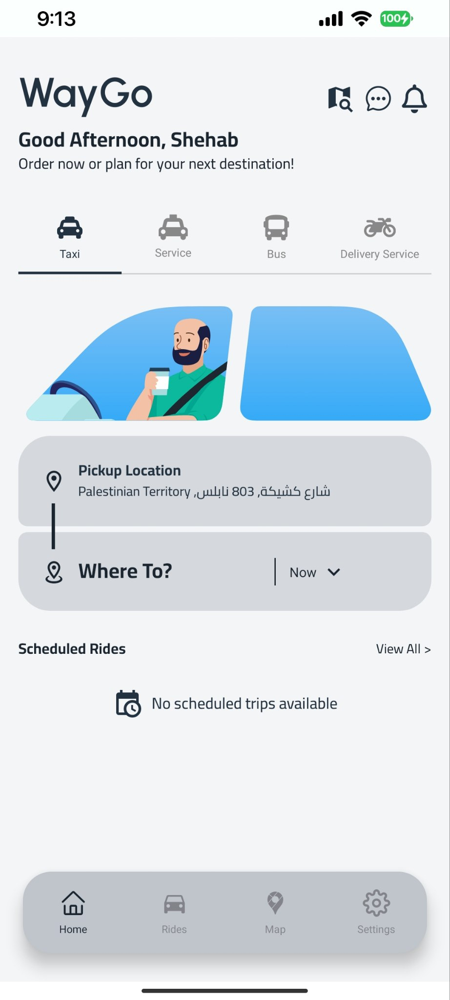 9:13
100
WayGo
Good Afternoon, Shehab
Order now or plan for your next destination!
Taxi
Service
Bus
Delivery Service
Pickup Location
شارع كشيكة, 803 نابلس, Palestinian Territory
Where To?
Now
Scheduled Rides
View All >
No scheduled trips available
Home
Rides
Map
Settings